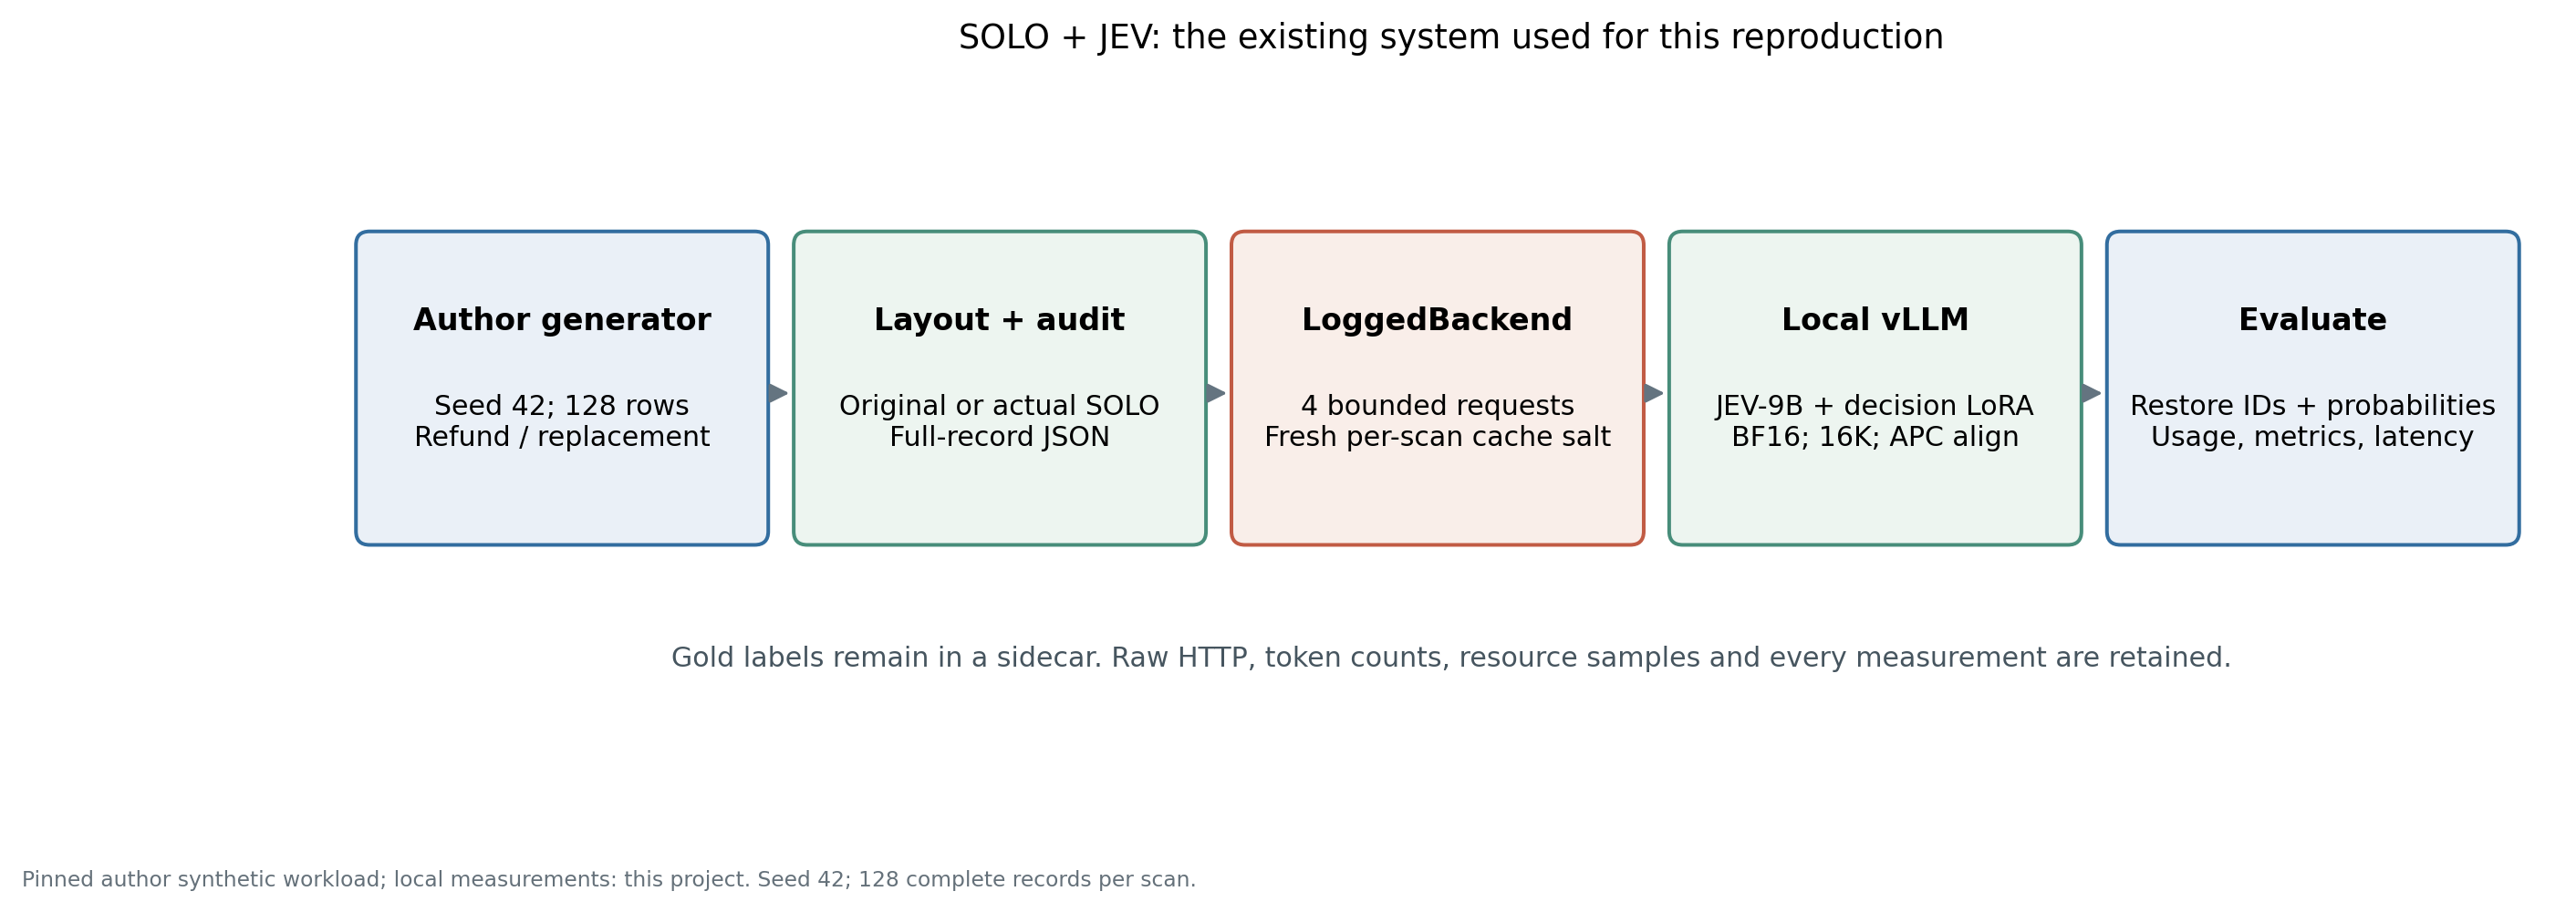 SOLO + JEV: the existing system used for this reproduction
Author generator
Seed 42; 128 rows
Refund / replacement
Layout + audit
Original or actual SOLO
Full-record JSON
LoggedBackend
4 bounded requests
Fresh per-scan cache salt
Local vLLM
JEV-9B + decision LoRA
BF16; 16K; APC align
Evaluate
Restore IDs + probabilities
Usage, metrics, latency
Gold labels remain in a sidecar. Raw HTTP, token counts, resource samples and every measurement are retained.
Pinned author synthetic workload; local measurements: this project. Seed 42; 128 complete records per scan.